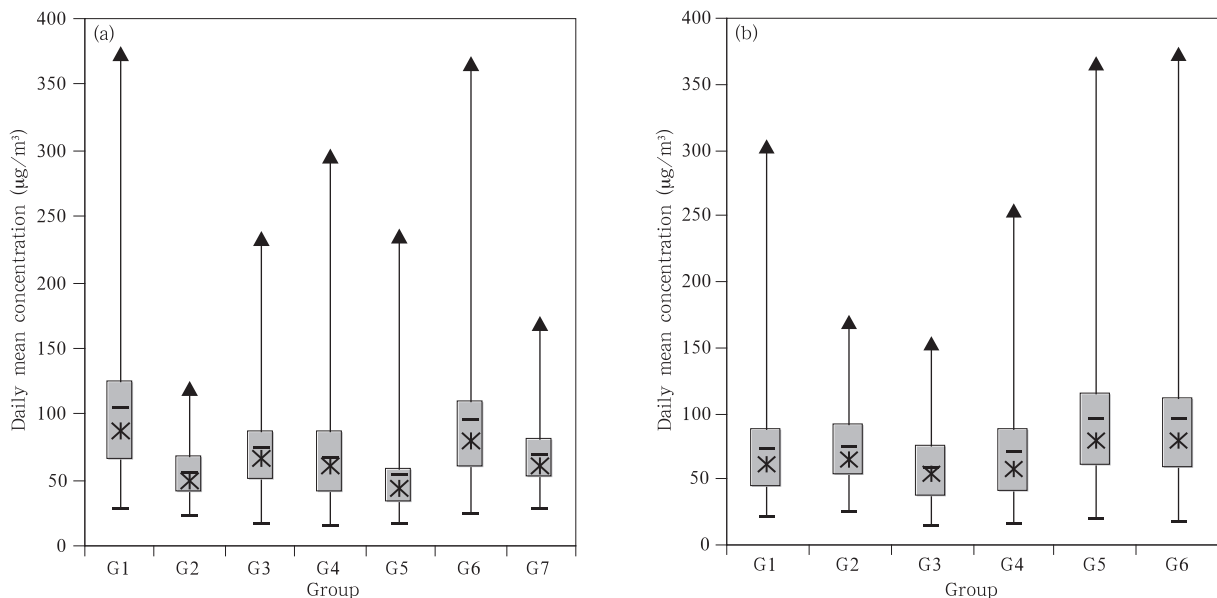 (a)
Daily mean concentration (μg/m³)
400
350
300
250
200
150
100
50
0
G1 G2 G3 G4 G5 G6 G7
Group
(b)
Daily mean concentration (μg/m³)
400
350
300
250
200
150
100
50
0
G1 G2 G3 G4 G5 G6
Group